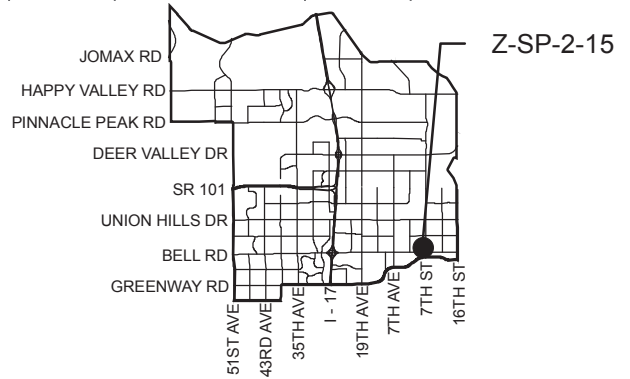 Z-SP-2-15
JOMAX RD
HAPPY VALLEY RD
PINNACLE PEAK RD
DEER VALLEY DR
SR 101
UNION HILLS DR
BELL RD
GREENWAY RD
51ST AVE
43RD AVE
35TH AVE
I - 17
19TH AVE
7TH AVE
7TH ST
16TH ST